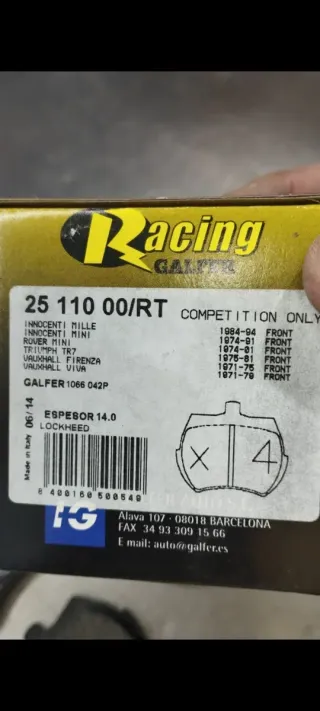 Racing
GALFER
25 110 00/RT COMPETITION ONLY
INNOCENTI MILLE 1984-94 FRONT
INNOCENTI MINI 1974-91 FRONT
ROVER MINI 1974-01 FRONT
TRIUMPH TR7 1975-81 FRONT
VAUXHALL FIRENZA 1971-75 FRONT
VAUXHALL VIVA 1971-79 FRONT
GALFER 1066 042P
Made in Italy 06/14
ESPESOR 14.0
LOCKHEED
X 4
8 400160 500549
Alava 107 - 08018 BARCELONA
FAX 34 93 309 15 66
E mail: auto@galfer.es